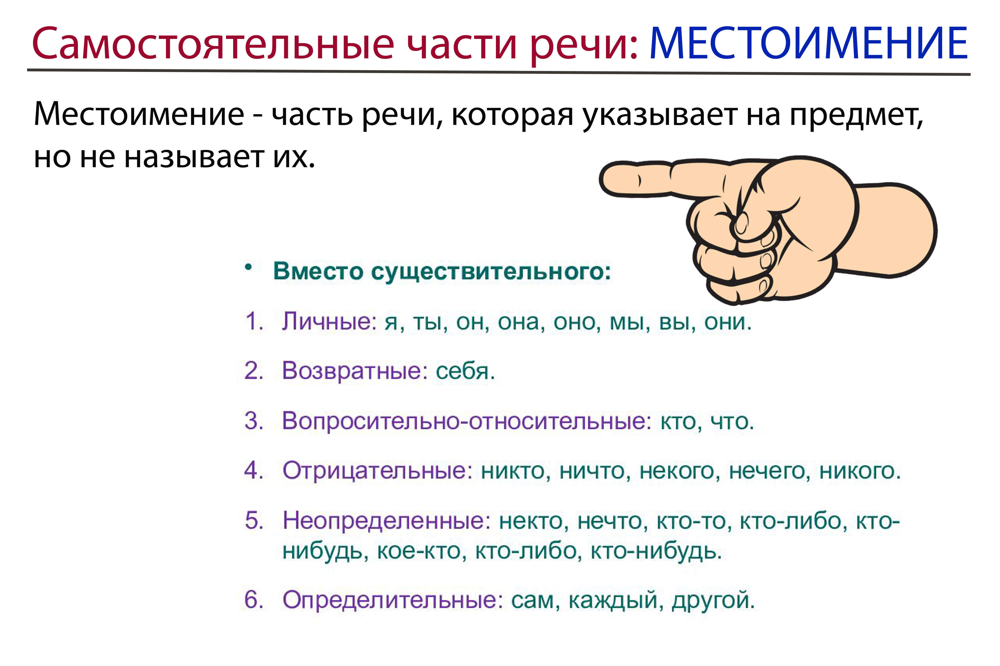 Самостоятельные части речи: МЕСТОИМЕНИЕ
Местоимение - часть речи, которая указывает на предмет,
но не называет их.
• Вместо существительного:
1. Личные: я, ты, он, она, оно, мы, вы, они.
2. Возвратные: себя.
3. Вопросительно-относительные: кто, что.
4. Отрицательные: никто, ничто, некого, нечего, никого.
5. Неопределенные: некто, нечто, кто-то, кто-либо, кто-
нибудь, кое-кто, кто-либо, кто-нибудь.
6. Определительные: сам, каждый, другой.